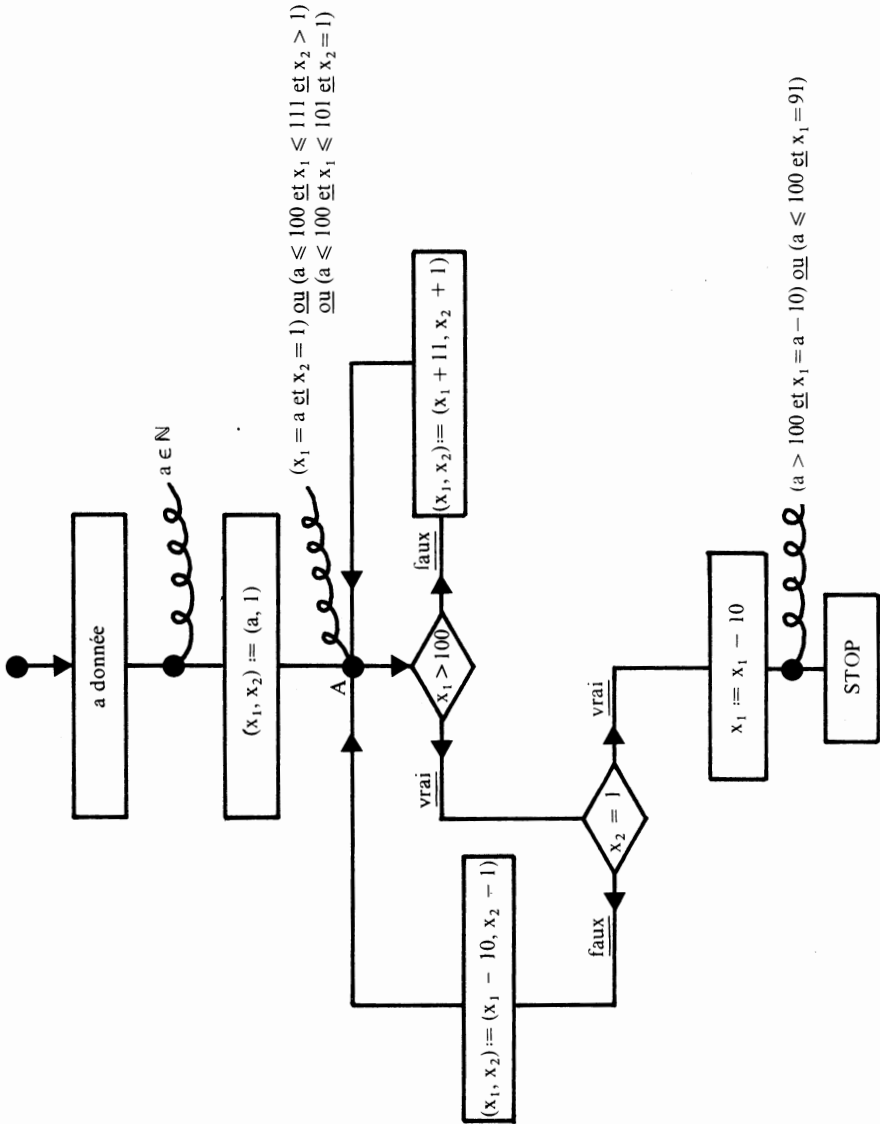 a donnée
a ϵ ℕ
(x₁, x₂) := (a, 1)
(x₁ = a et x₂ = 1) ou (a ⩽ 100 et x₁ ⩽ 111 et x₂ > 1)
ou (a ⩽ 100 et x₁ ⩽ 101 et x₂ = 1)
A
x₁ > 100
vrai
faux
(x₁, x₂) := (x₁ + 11, x₂ + 1)
(x₁, x₂) := (x₁ − 10, x₂ − 1)
x₂ = 1
faux
vrai
x₁ := x₁ − 10
(a > 100 et x₁ = a − 10) ou (a ⩽ 100 et x₁ = 91)
STOP